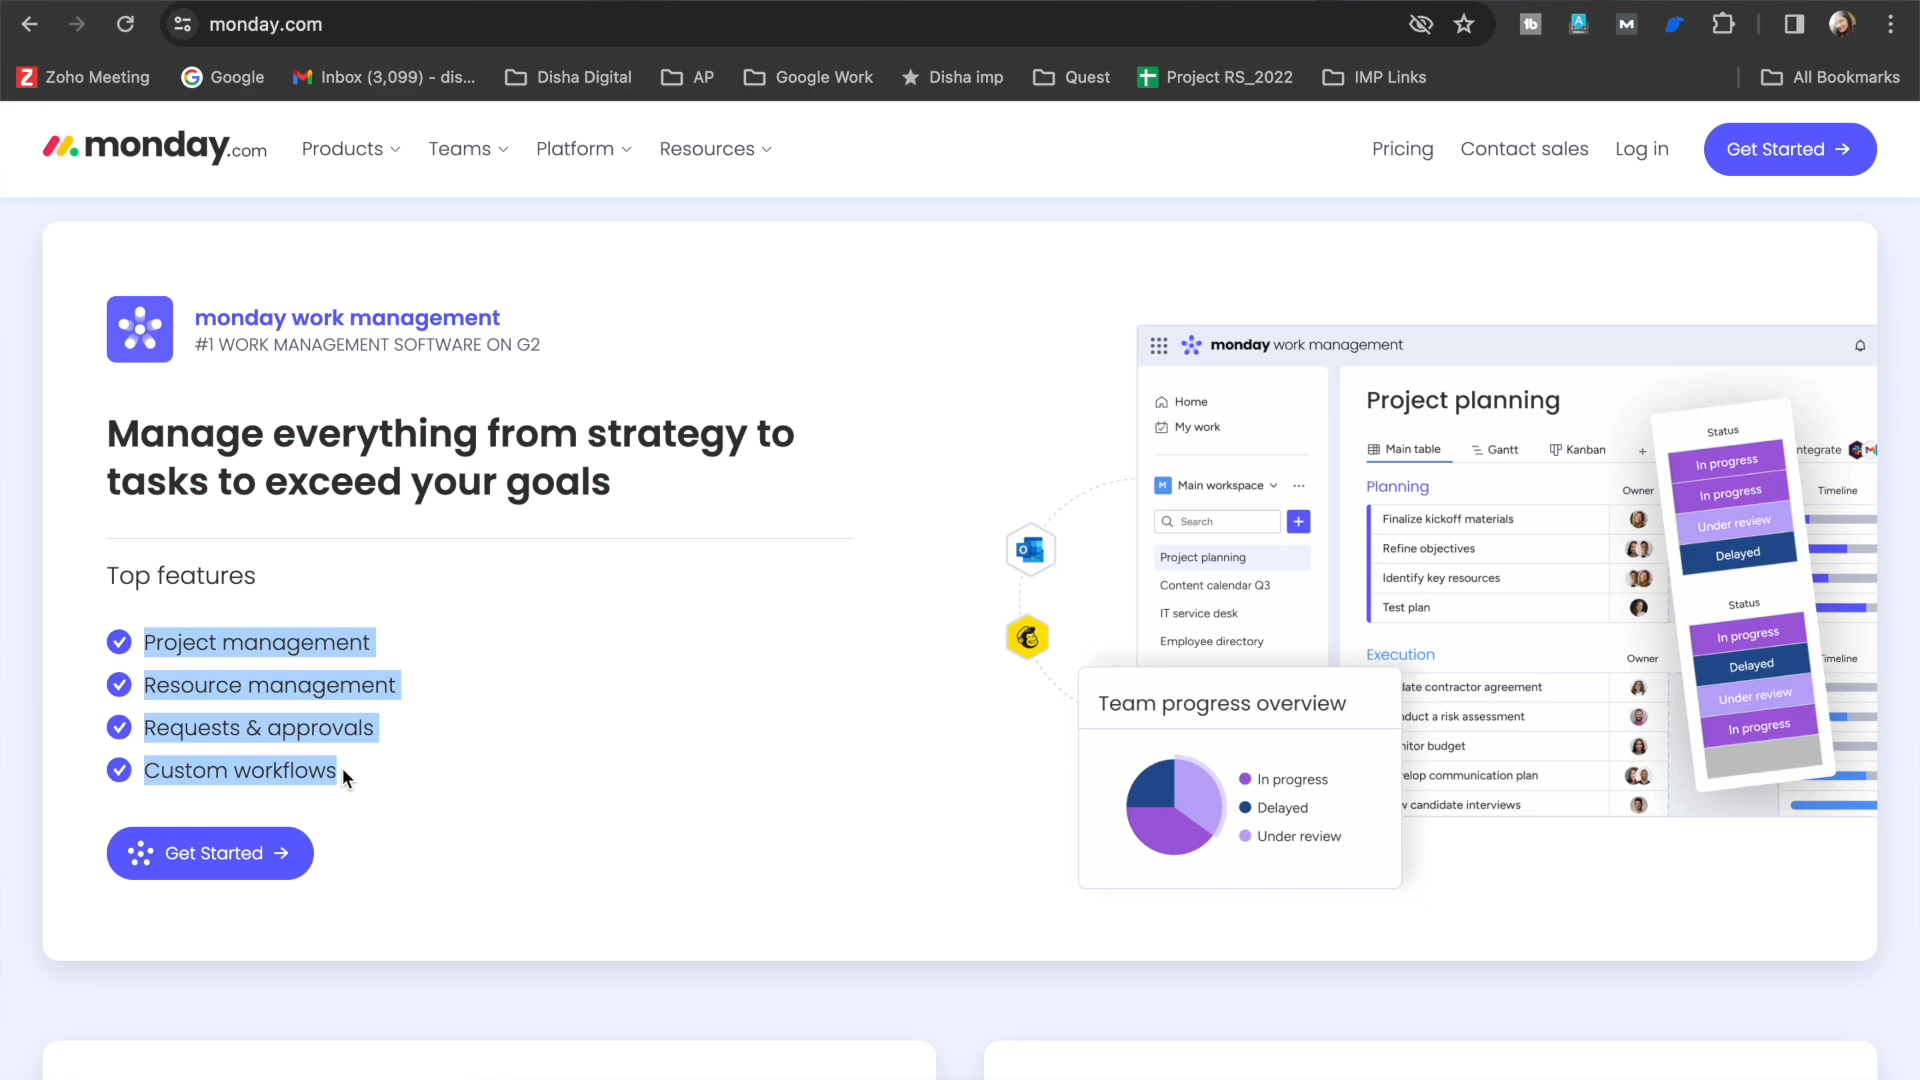 monday.com
Zoho Meeting
Google
Inbox (3,099) - dis...
Disha Digital
AP
Google Work
Disha imp
Quest
Project RS_2022
IMP Links
All Bookmarks
monday.com
Products
Teams
Platform
Resources
Pricing
Contact sales
Log in
Get Started
monday work management
#1 WORK MANAGEMENT SOFTWARE ON G2
Manage everything from strategy to
tasks to exceed your goals
Top features
Project management
Resource management
Requests & approvals
Custom workflows
Get Started
monday work management
Home
My work
M Main workspace
Search
Project planning
Content calendar Q3
IT service desk
Employee directory
Project planning
Main table
Gantt
Kanban
ntegrate
Planning
Owner
Timeline
Finalize kickoff materials
Refine objectives
Identify key resources
Test plan
Execution
Owner
imeline
date contractor agreement
nduct a risk assessment
nitor budget
elop communication plan
v candidate interviews
Status
In progress
In progress
Under review
Delayed
Status
In progress
Delayed
Under review
In progress
Team progress overview
In progress
Delayed
Under review